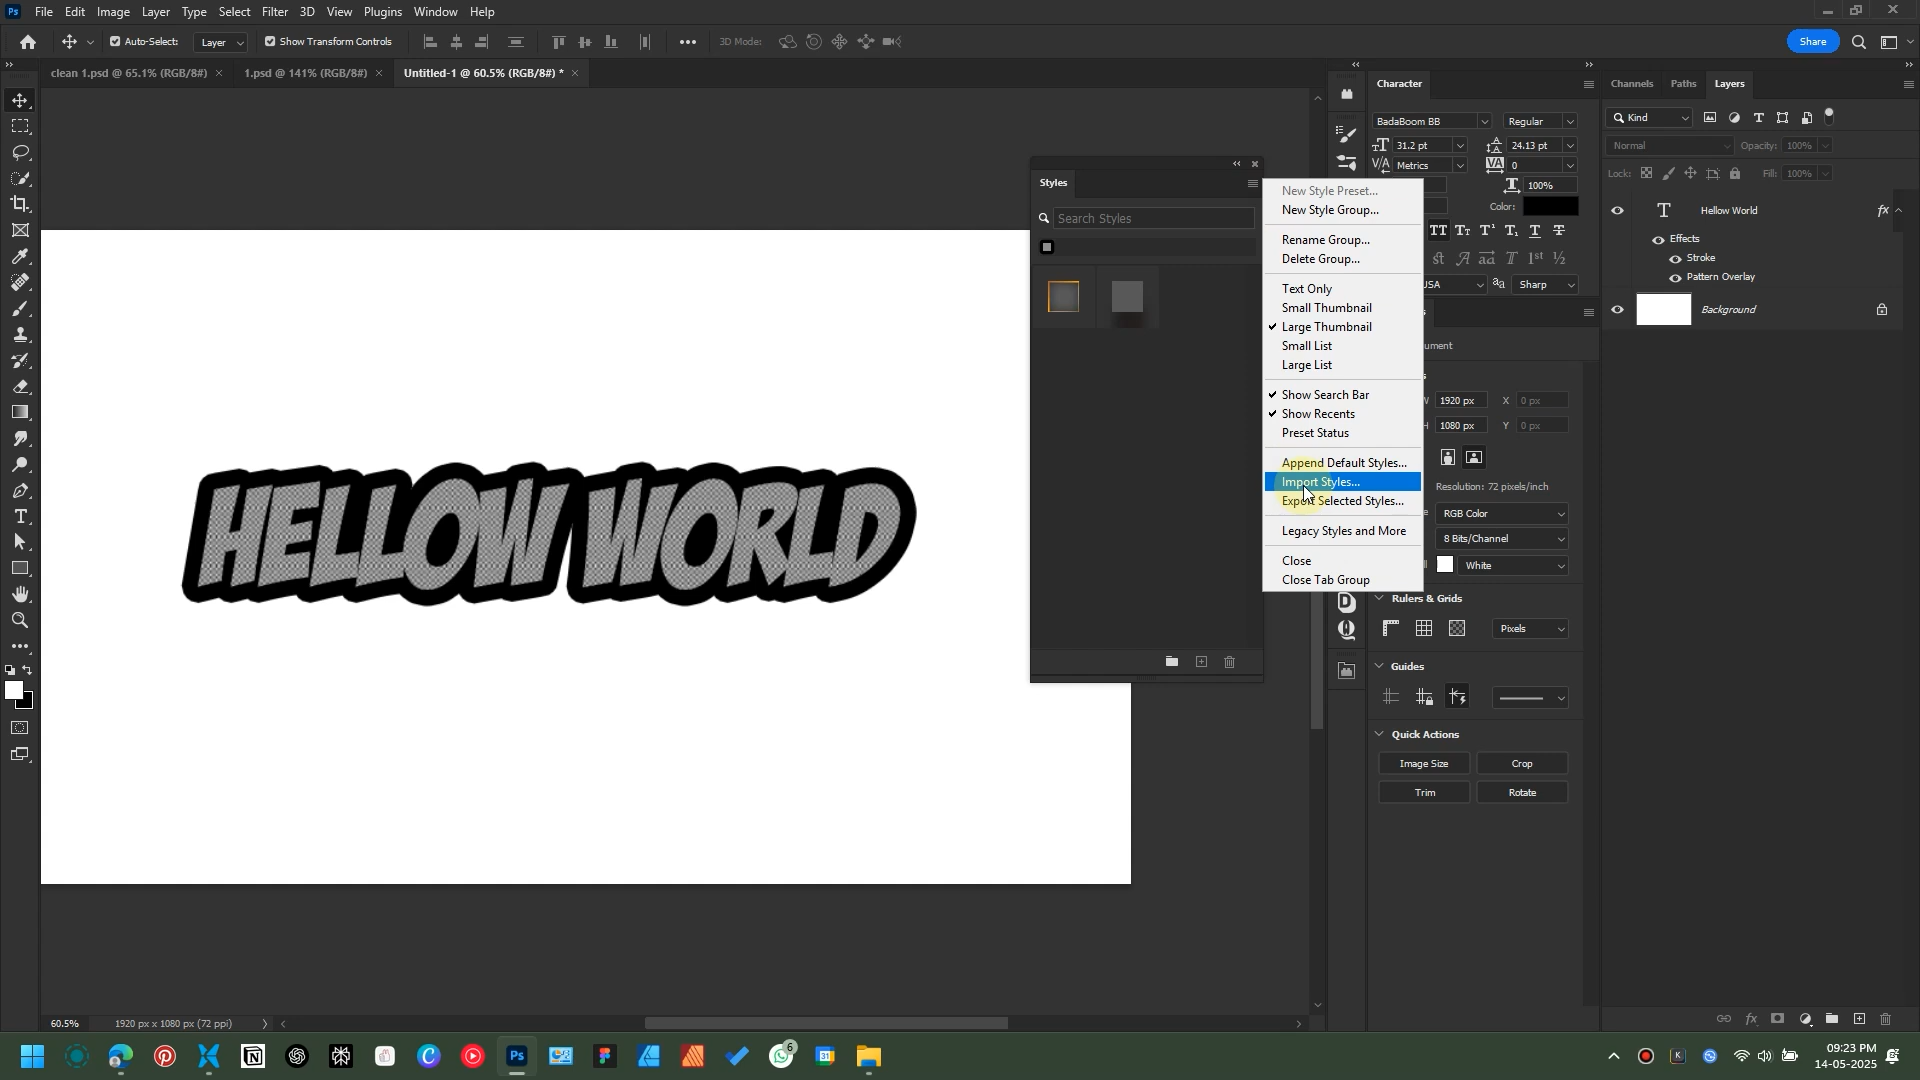 Ps File Edit Image Layer Type Select Filter 3D View Plugins Window Help
Auto-Select: Layer Show Transform Controls 3D Mode: Share
clean 1.psd @ 65.1% (RGB/8#) 1.psd @ 141% (RGB/8#) Untitled-1 @ 60.5% (RGB/8#) *
Character
BadaBoom BB Regular
31.2 pt 24.13 pt
Metrics 0
100%
Color:
Sharp
Channels Paths Layers
Kind
Normal Opacity: 100%
Lock: Fill: 100%
Hellow World fx
Effects
Stroke
Pattern Overlay
Background
Styles
Search Styles
New Style Preset...
New Style Group...
Rename Group...
Delete Group...
Text Only
Small Thumbnail
Large Thumbnail
Small List
Large List
Show Search Bar
Show Recents
Preset Status
Append Default Styles...
Import Styles...
Export Selected Styles...
Legacy Styles and More
Close
Close Tab Group
HELLOW WORLD
1920 px X 0 px
1080 px Y 0 px
Resolution: 72 pixels/inch
RGB Color
8 Bits/Channel
White
Rulers & Grids
Pixels
Guides
Quick Actions
Image Size Crop
Trim Rotate
60.5% 1920 px x 1080 px (72 ppi)
Ps
6
31
K
09:23 PM
14-05-2025